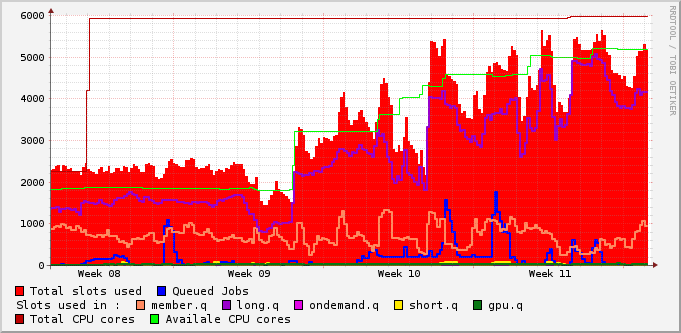 6000
5000
4000
3000
2000
1000
0
Week 08 Week 09 Week 10 Week 11
Total slots used Queued Jobs
Slots used in : member.q long.q ondemand.q short.q gpu.q
Total CPU cores Availale CPU cores
RRDTOOL / TOBI OETIKER